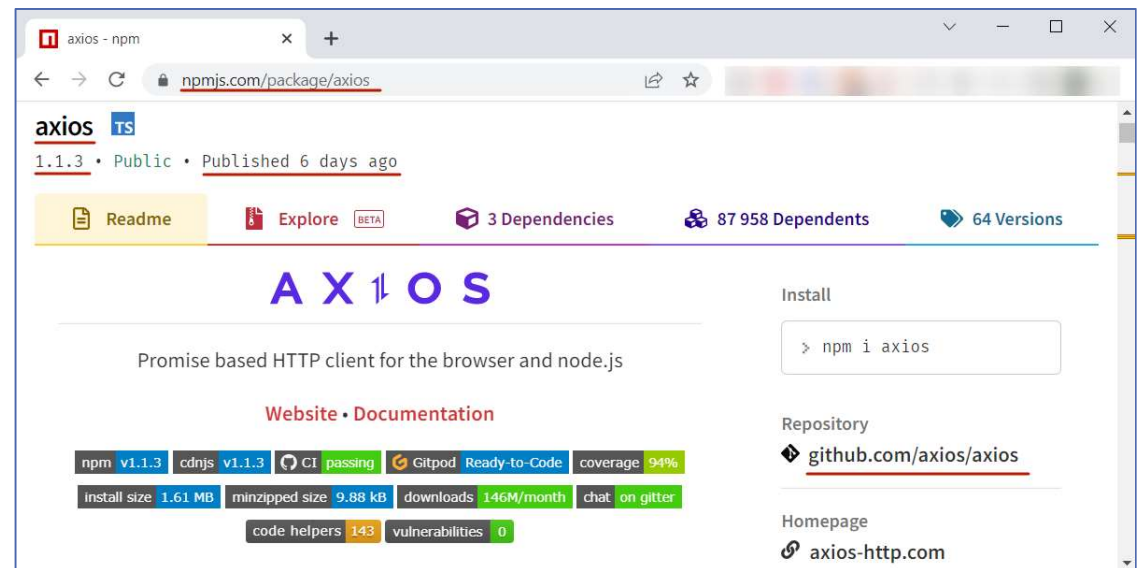 axios - npm
npmjs.com/package/axios
axios TS
1.1.3 • Public • Published 6 days ago
Readme
Explore BETA
3 Dependencies
87 958 Dependents
64 Versions
AXIOS
Promise based HTTP client for the browser and node.js
Website • Documentation
npm v1.1.3 cdnjs v1.1.3 CI passing Gitpod Ready-to-Code coverage 94%
install size 1.61 MB minzipped size 9.88 kB downloads 146M/month chat on gitter
code helpers 143 vulnerabilities 0
Install
> npm i axios
Repository
github.com/axios/axios
Homepage
axios-http.com